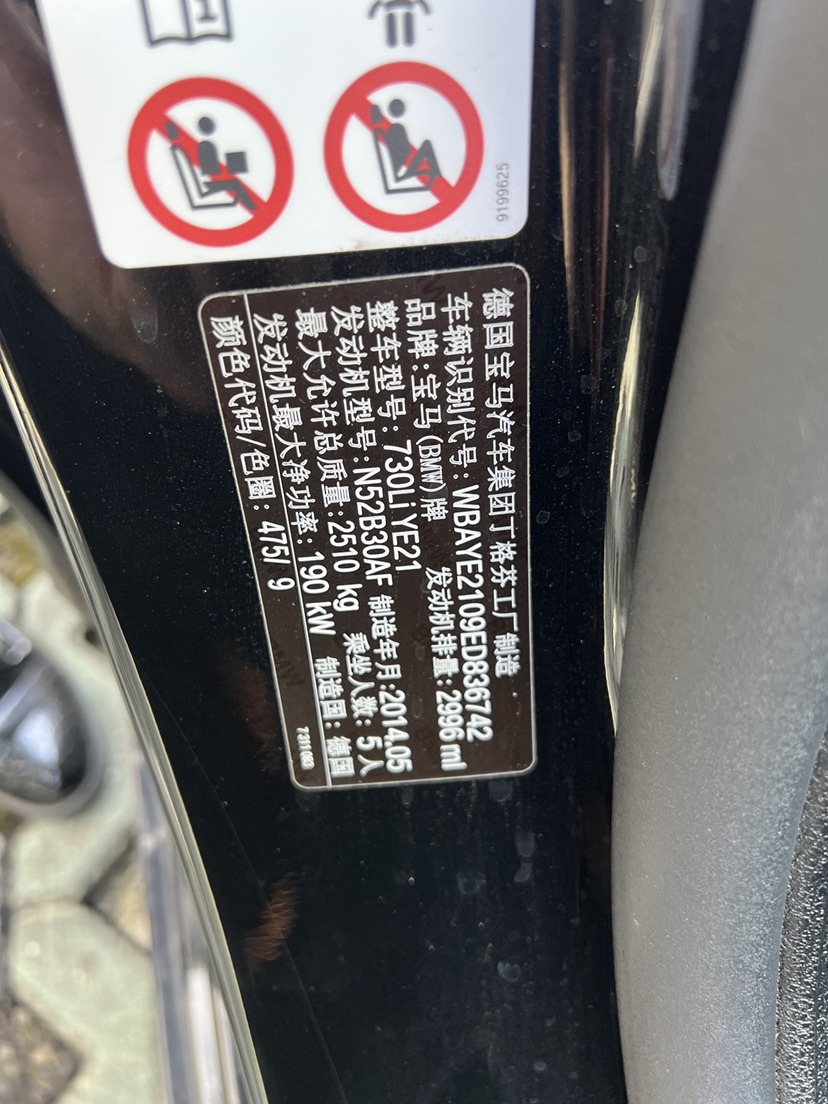 9199625
德国宝马汽车集团丁格芬工厂 制造
车辆识别代号: WBAYE2109ED836742
品牌:宝马(BMW)牌 发动机排量: 2996 ml
整车型号: 730Li YE21
发动机型号: N52B30AF 制造年月:2014.05
最大允许总质量: 2510 kg 乘坐人数: 5 人
发动机最大净功率: 190 kW 制造国: 德国
颜色代码/色圈: 475/ 9